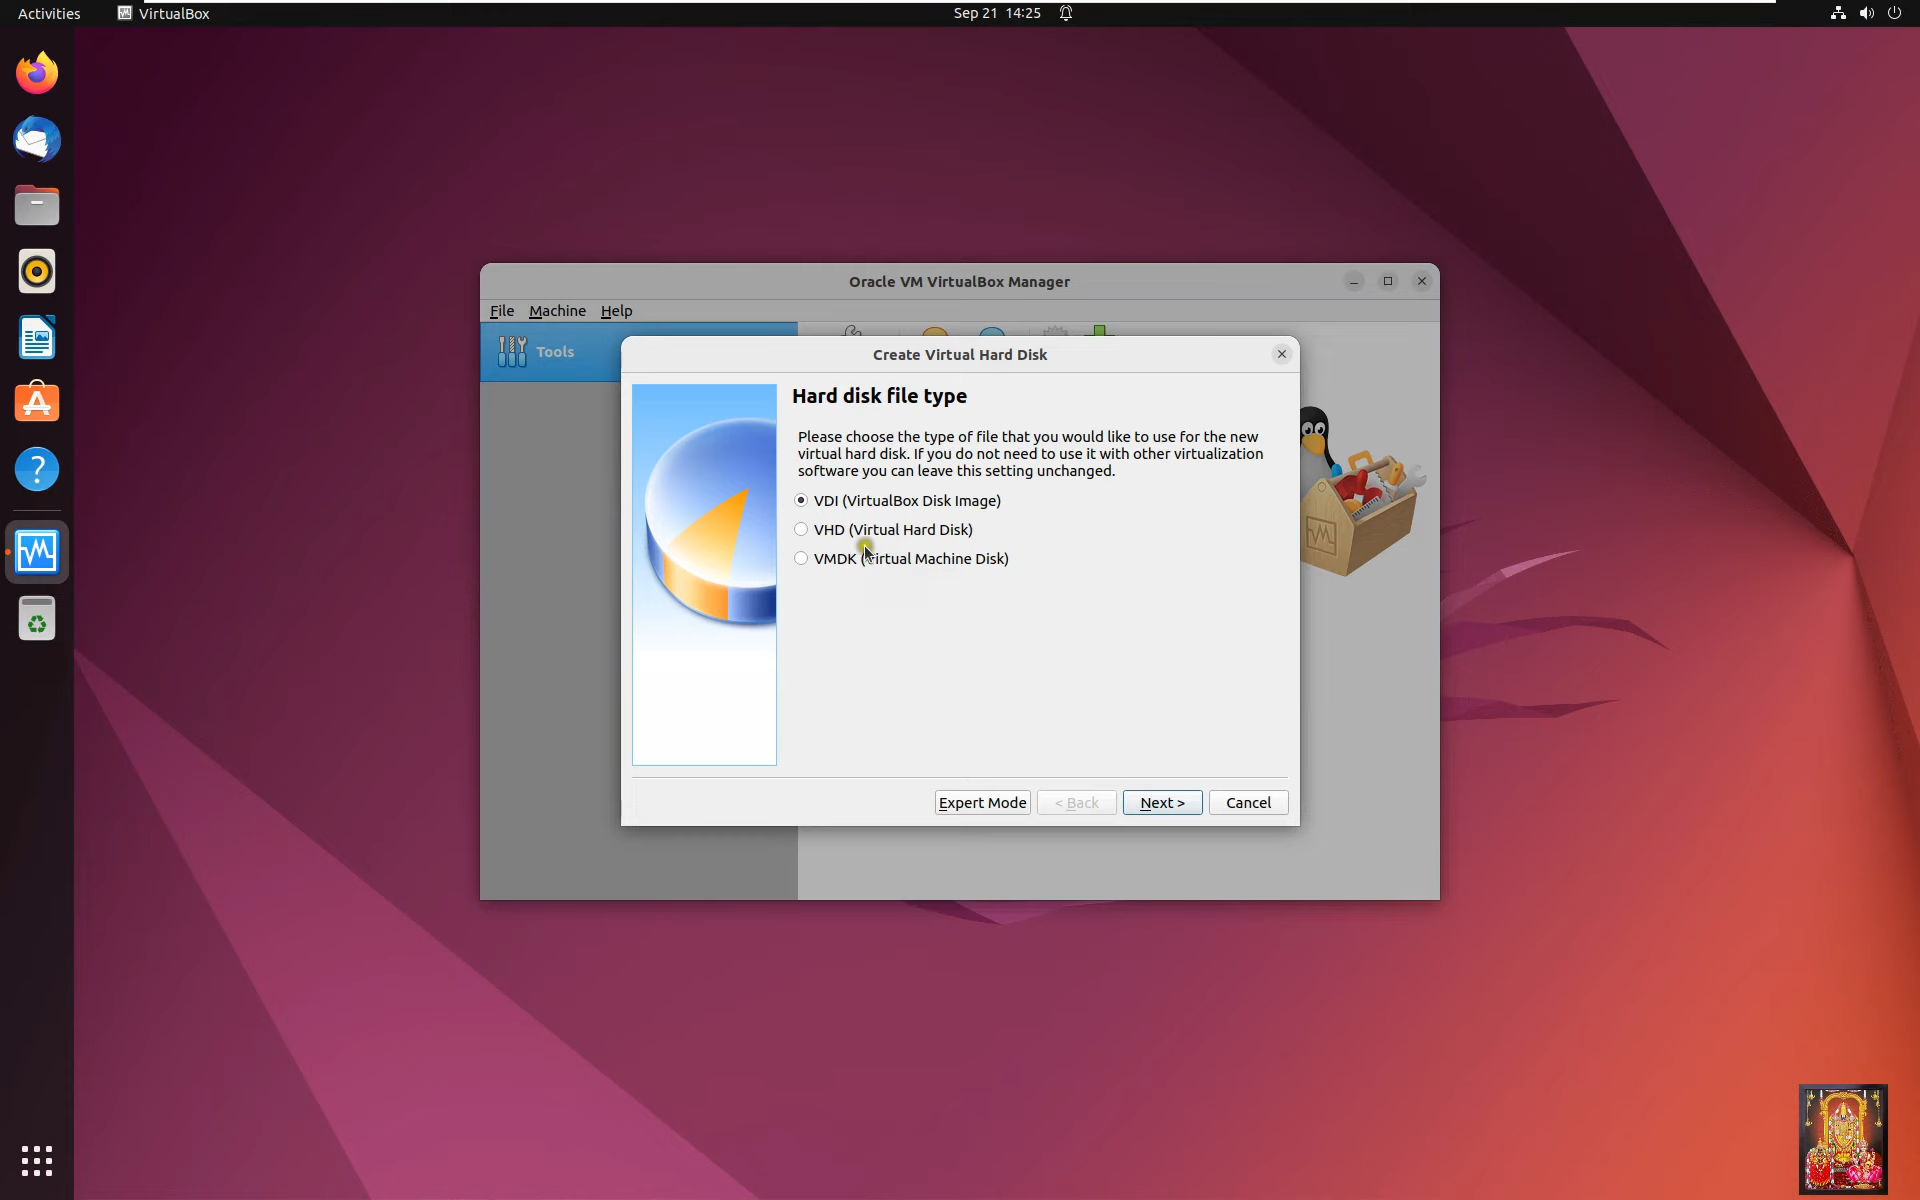 Activities
VirtualBox
Sep 21 14:25
Oracle VM VirtualBox Manager
File Machine Help
Tools
Create Virtual Hard Disk
Hard disk file type
Please choose the type of file that you would like to use for the new
virtual hard disk. If you do not need to use it with other virtualization
software you can leave this setting unchanged.
VDI (VirtualBox Disk Image)
VHD (Virtual Hard Disk)
VMDK (Virtual Machine Disk)
Expert Mode
< Back
Next >
Cancel